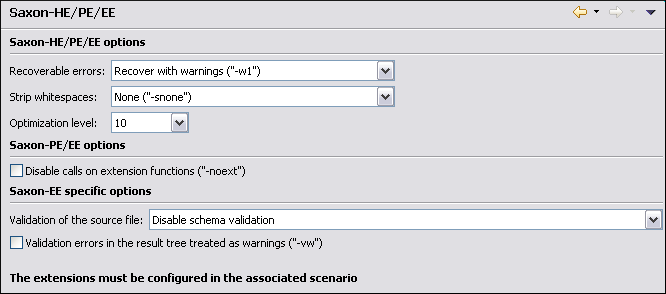 Saxon-HE/PE/EE
Saxon-HE/PE/EE options
Recoverable errors: Recover with warnings ("-w1")
Strip whitespaces: None ("-snone")
Optimization level: 10
Saxon-PE/EE options
Disable calls on extension functions ("-noext")
Saxon-EE specific options
Validation of the source file: Disable schema validation
Validation errors in the result tree treated as warnings ("-vw")
The extensions must be configured in the associated scenario